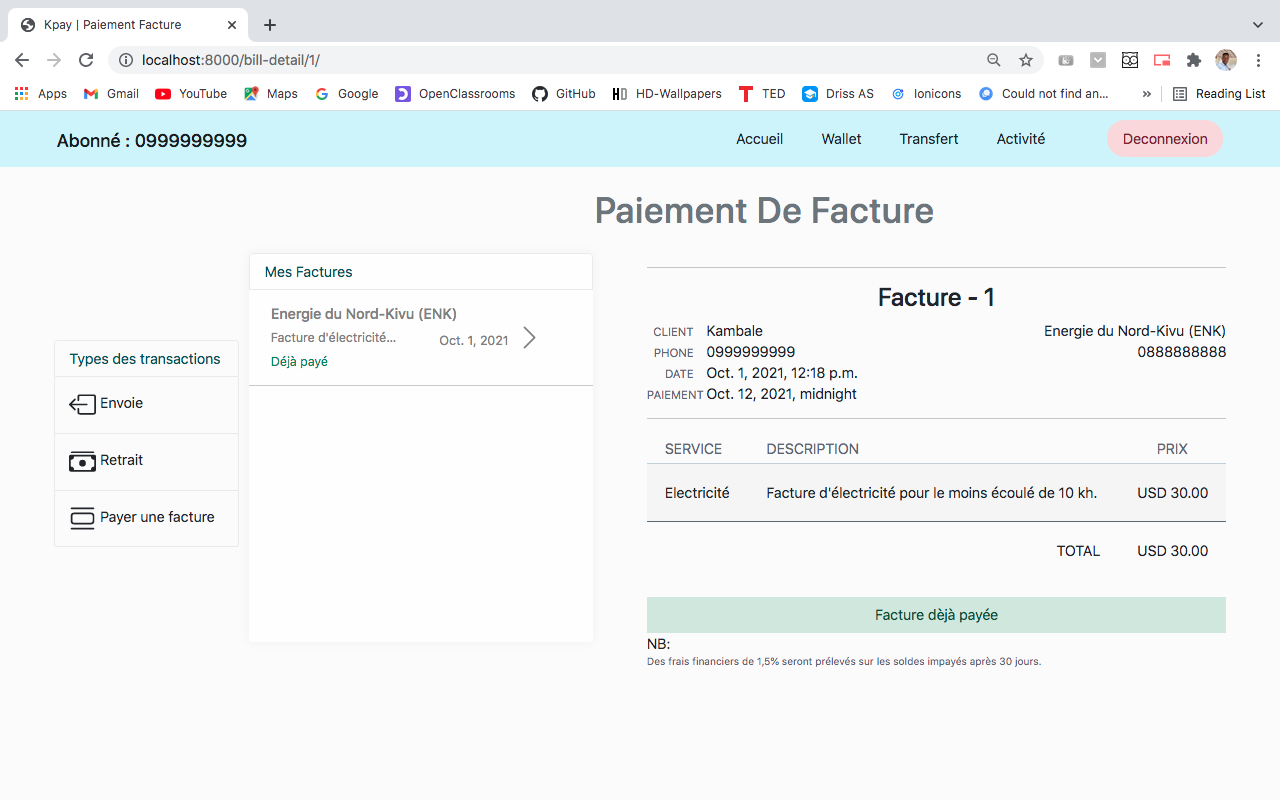 Kpay | Paiement Facture
localhost:8000/bill-detail/1/
Apps
Gmail
YouTube
Maps
Google
OpenClassrooms
GitHub
HD-Wallpapers
TED
Driss AS
Ionicons
Could not find an...
»
Reading List
Abonné : 0999999999
Accueil
Wallet
Transfert
Activité
Deconnexion
Paiement De Facture
Types des transactions
Envoie
Retrait
Payer une facture
Mes Factures
Energie du Nord-Kivu (ENK)
Facture d'électricité...
Oct. 1, 2021
Déjà payé
Facture - 1
CLIENT Kambale
Energie du Nord-Kivu (ENK)
PHONE 0999999999
0888888888
DATE Oct. 1, 2021, 12:18 p.m.
PAIEMENT Oct. 12, 2021, midnight
SERVICE DESCRIPTION PRIX
Electricité Facture d'électricité pour le moins écoulé de 10 kh. USD 30.00
TOTAL USD 30.00
Facture dèjà payée
NB:
Des frais financiers de 1,5% seront prélevés sur les soldes impayés après 30 jours.